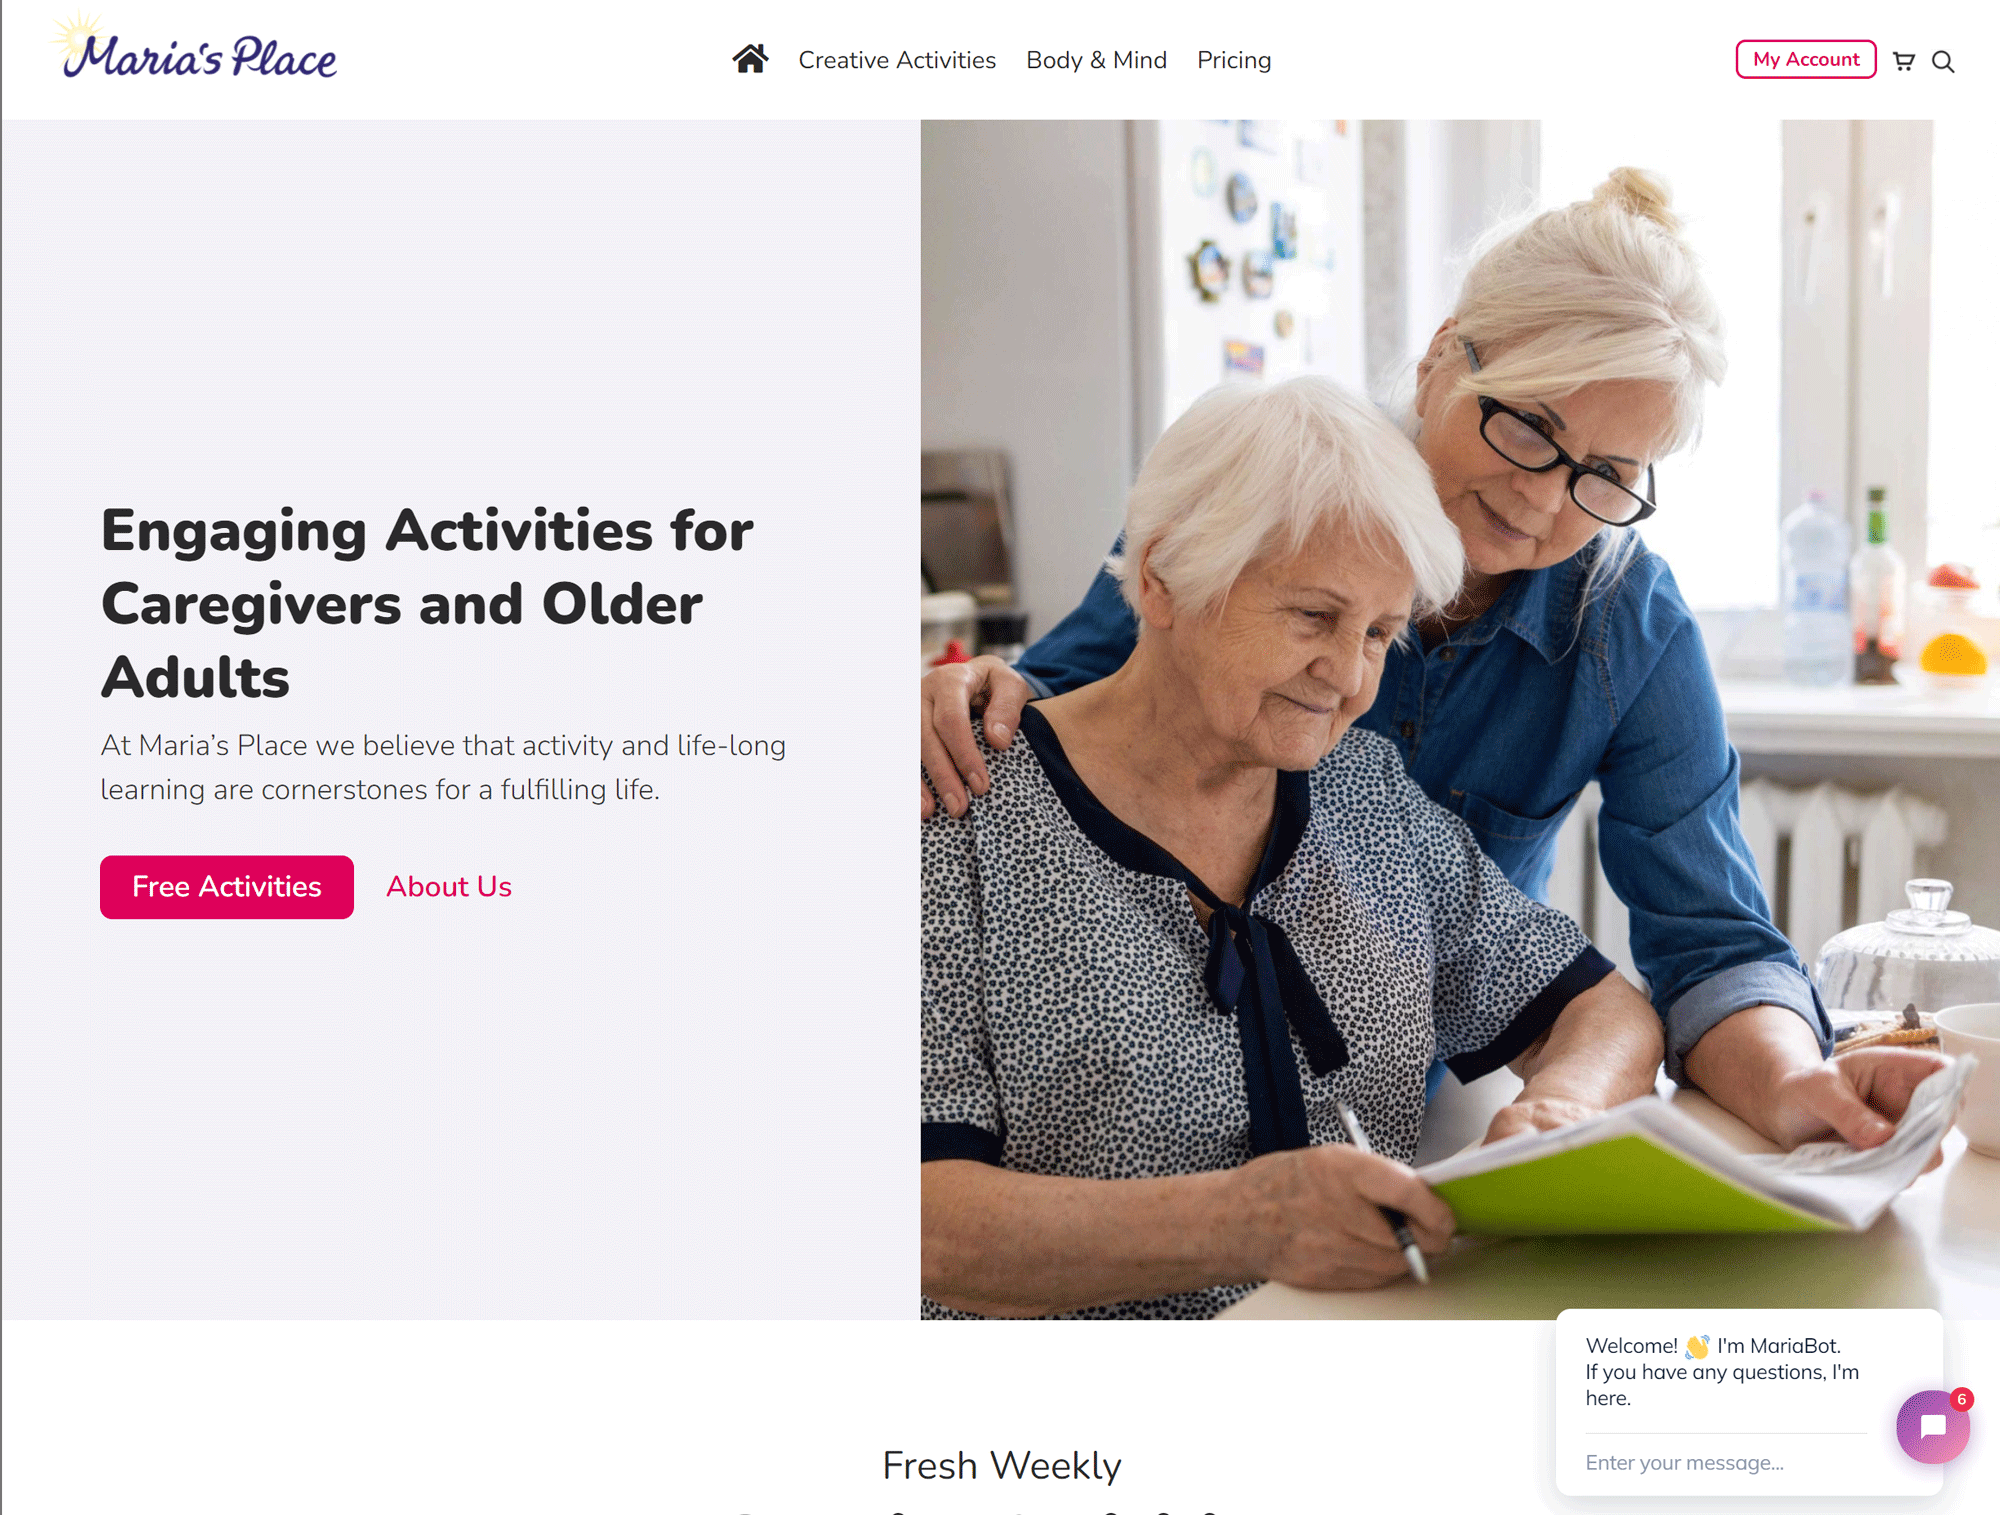 Maria's Place
Creative Activities
Body & Mind
Pricing
My Account
Engaging Activities for
Caregivers and Older
Adults
At Maria’s Place we believe that activity and life-long
learning are cornerstones for a fulfilling life.
Free Activities
About Us
Welcome! 👋 I'm MariaBot.
If you have any questions, I'm
here.
6
Enter your message...
Fresh Weekly